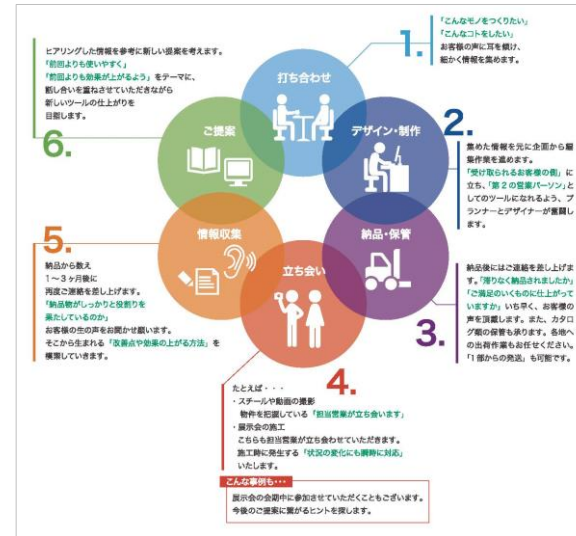 1.
「こんなモノをつくりたい」
「こんなコトをしたい」
お客様の声に耳を傾け、
細かく情報を集めます。
打ち合わせ
デザイン・制作
2.
集めた情報を元に企画から編
集作業を進めます。
「受け取られるお客様の側」に
立ち、「第2の営業パーソン」と
してのツールになれるよう、プ
ランナーとデザイナーが奮闘し
ます。
納品・保管
3.
納品後にはご連絡を差し上げま
す。「滞りなく納品されましたか」
「ご満足のいくものに仕上がって
いますか」いち早く、お客様の
声を頂戴します。また、カタロ
グ類の保管も承ります。各地へ
の出荷作業もお任せください。
「1部からの発送」も可能です。
立ち会い
4.
たとえば・・・
・スチールや動画の撮影
物件を把握している「担当営業が立ち会います」
・展示会の施工
こちらも担当営業が立ち会わせていただきます。
施工時に発生する「状況の変化にも瞬時に対応」
いたします。
こんな事例も・・・
展示会の会期中に参加させていただくこともございます。
今後のご提案に繋がるヒントを探します。
情報収集
5.
納品から数え
1〜3ヶ月後に
再度ご連絡を差し上げます。
「納品物がしっかりと役割りを
果たしているのか」
お客様の生の声をお聞かせ願います。
そこから生まれる「改善点や効果の上がる方法」を
模索していきます。
ご提案
6.
ヒアリングした情報を参考に新しい提案を考えます。
「前回よりも使いやすく」
「前回よりも効果が上がるよう」をテーマに、
話し合いを重ねさせていただきながら
新しいツールの仕上がりを
目指します。